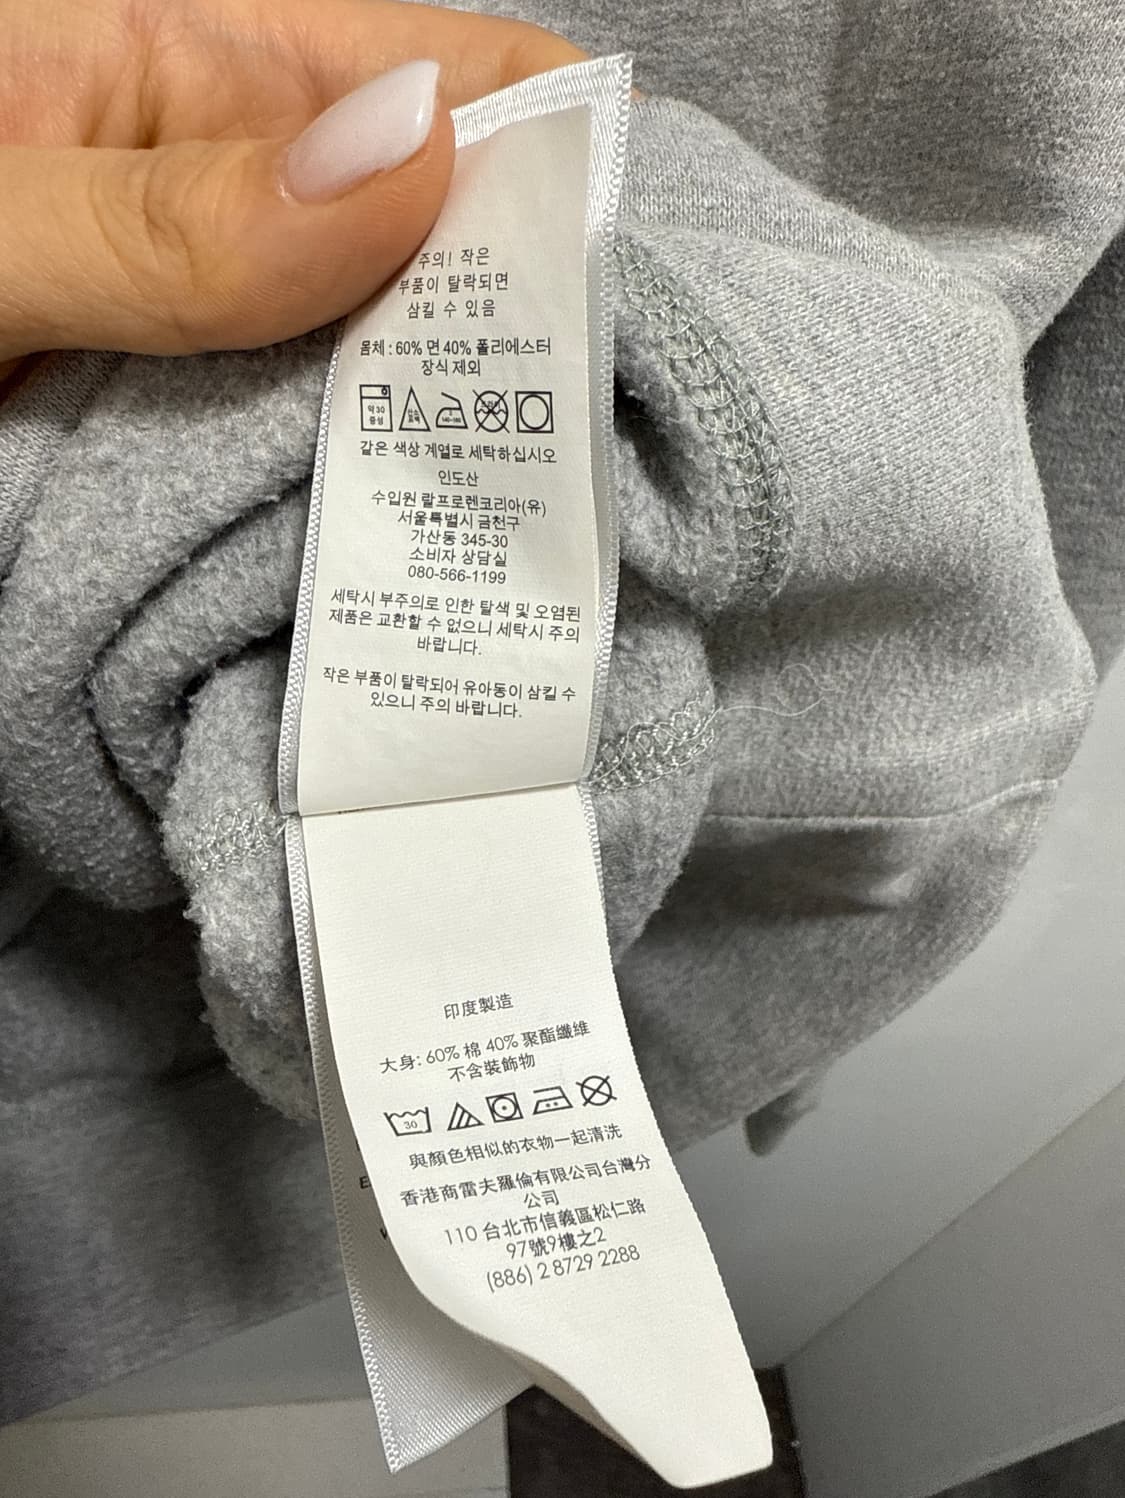 주의! 작은
부품이 탈락되면
삼킬 수 있음
몸체 : 60% 면 40% 폴리에스터
장식 제외
약 30
중성
같은 색상 계열로 세탁하십시오
인도산
수입원 랄프로렌코리아(유)
서울특별시 금천구
가산동 345-30
소비자 상담실
080-566-1199
세탁시 부주의로 인한 탈색 및 오염된
제품은 교환할 수 없으니 세탁시 주의
바랍니다.
작은 부품이 탈락되어 유아동이 삼킬 수
있으니 주의 바랍니다.
印度製造
大身: 60% 棉 40% 聚酯纖維
不含裝飾物
30
與顏色相似的衣物一起清洗
香港商雷夫羅倫有限公司台灣分
公司
110 台北市信義區松仁路
97號9樓之2
(886) 2 8729 2288